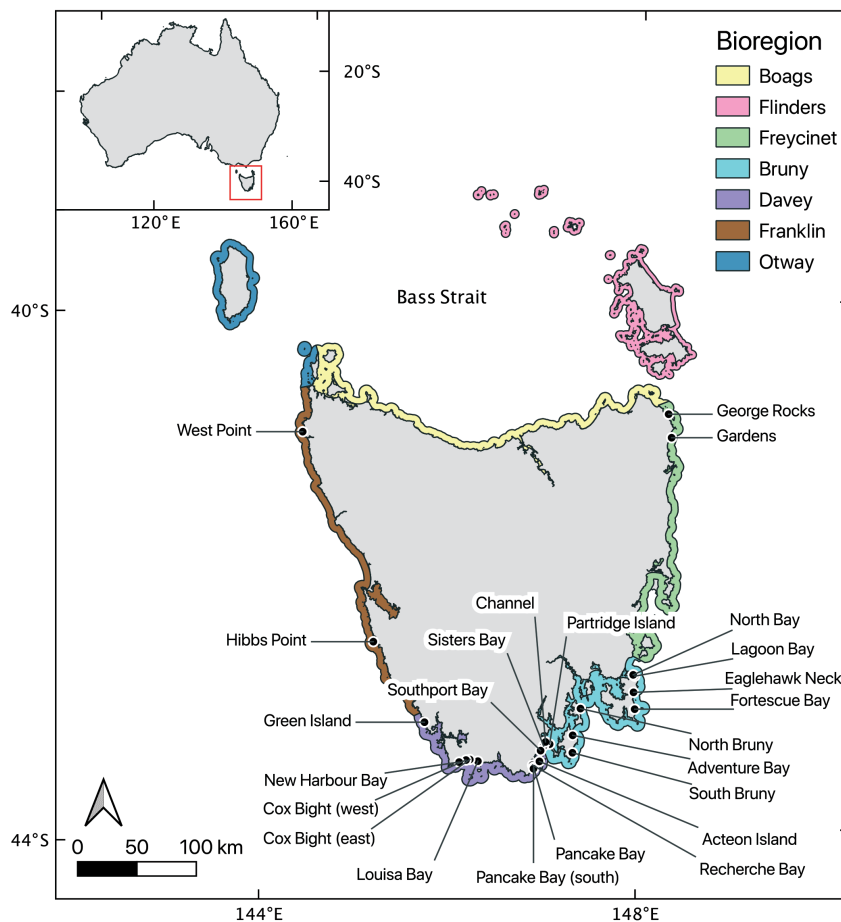 Bioregion
Boags
Flinders
Freycinet
Bruny
Davey
Franklin
Otway
20°S
40°S
120°E
160°E
40°S
Bass Strait
George Rocks
Gardens
West Point
Channel
Partridge Island
North Bay
Sisters Bay
Lagoon Bay
Hibbs Point
Eaglehawk Neck
Southport Bay
Fortescue Bay
Green Island
North Bruny
Adventure Bay
New Harbour Bay
South Bruny
Cox Bight (west)
Cox Bight (east)
Acteon Island
44°S
0 50 100 km
Pancake Bay
Recherche Bay
Louisa Bay
Pancake Bay (south)
144°E
148°E